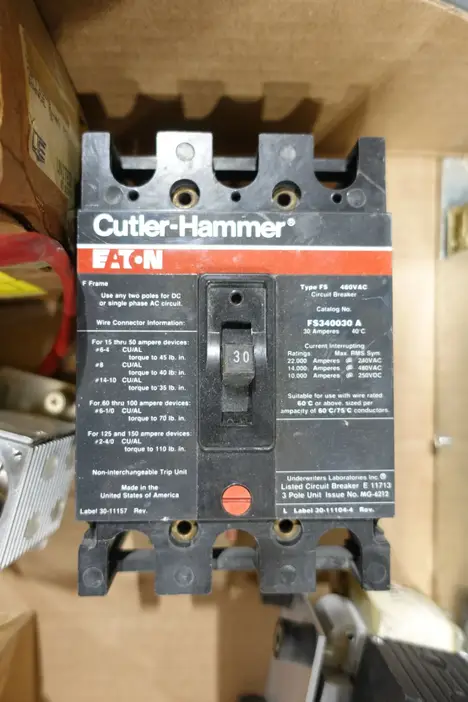 Cutler-Hammer®
EATON
F Frame
Use any two poles for DC
or single phase AC circuit.
Wire Connector Information:
For 15 thru 50 ampere devices:
#6-4 CU/AL
torque to 45 lb. in.
#8 CU/AL
torque to 40 lb. in.
#14-10 CU/AL
torque to 35 lb. in.
For 60 thru 100 ampere devices:
#6-1/0 CU/AL
torque to 70 lb. in.
For 125 and 150 ampere devices:
#2-4/0 CU/AL
torque to 110 lb. in.
Non-interchangeable Trip Unit
Made in the
United States of America
Label 30-11157 Rev.
30
Type FS 480VAC
Circuit Breaker
Catalog No.
FS340030 A
30 Amperes 40°C
Current Interrupting
Ratings Max. RMS Sym.
22,000 Amperes @ 240VAC
14,000 Amperes @ 480VAC
10,000 Amperes @ 250VDC
Suitable for use with wire rated
60°C or above, sized per
ampacity of 60°C/75°C conductors.
Underwriters Laboratories Inc.®
Listed Circuit Breaker E 11713
3 Pole Unit Issue No. MG-6212
L Label 30-11104-4 Rev.